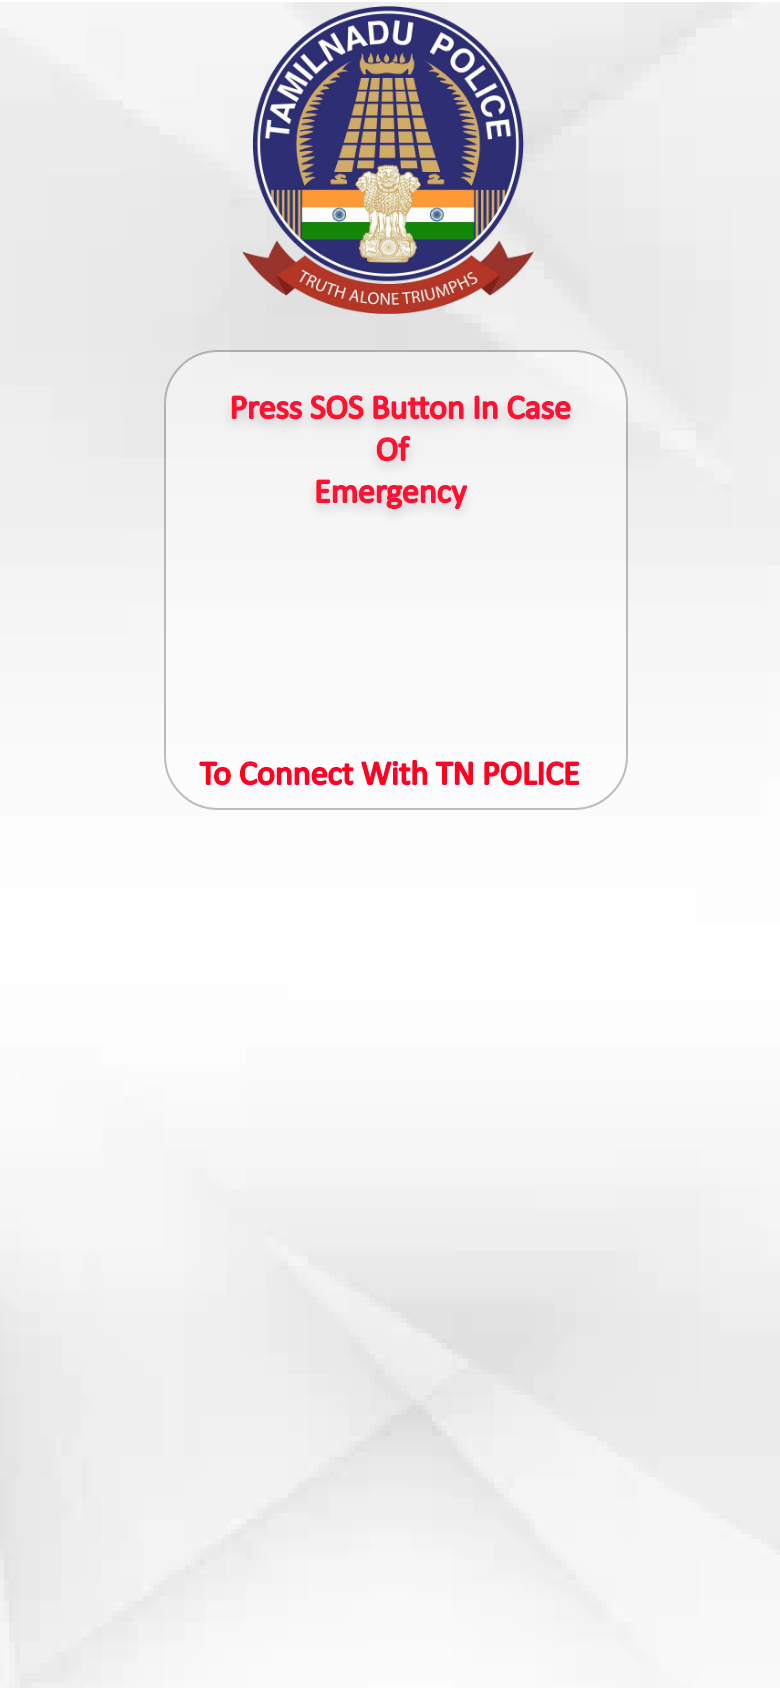 TAMILNADU POLICE
TRUTH ALONE TRIUMPHS
Press SOS Button In Case
Of
Emergency
To Connect With TN POLICE